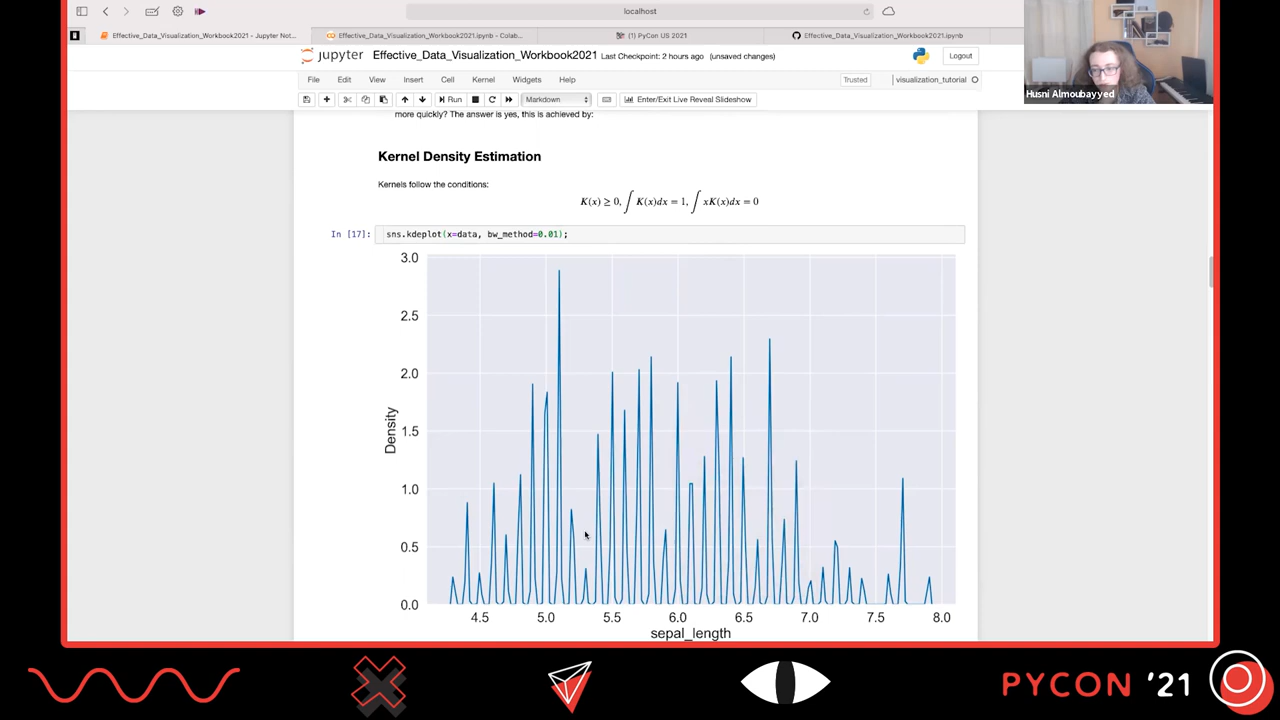 localhost
Effective_Data_Visualization_Workbook2021 - Jupyter Not...
Effective_Data_Visualization_Workbook2021.ipynb - Colab...
(1) PyCon US 2021
Effective_Data_Visualization_Workbook2021.ipynb
jupyter Effective_Data_Visualization_Workbook2021 Last Checkpoint: 2 hours ago (unsaved changes)
Logout
File Edit View Insert Cell Kernel Widgets Help
Trusted
visualization_tutorial
Run
Markdown
Enter/Exit Live Reveal Slideshow
Husni Almoubayyed
more quickly? The answer is yes, this is achieved by:
Kernel Density Estimation
Kernels follow the conditions:
K(x) ≥ 0, ∫ K(x)dx = 1, ∫ xK(x)dx = 0
In [17]: sns.kdeplot(x=data, bw_method=0.01);
3.0
2.5
2.0
1.5
1.0
0.5
0.0
Density
4.5 5.0 5.5 6.0 6.5 7.0 7.5 8.0
sepal_length
PYCON '21